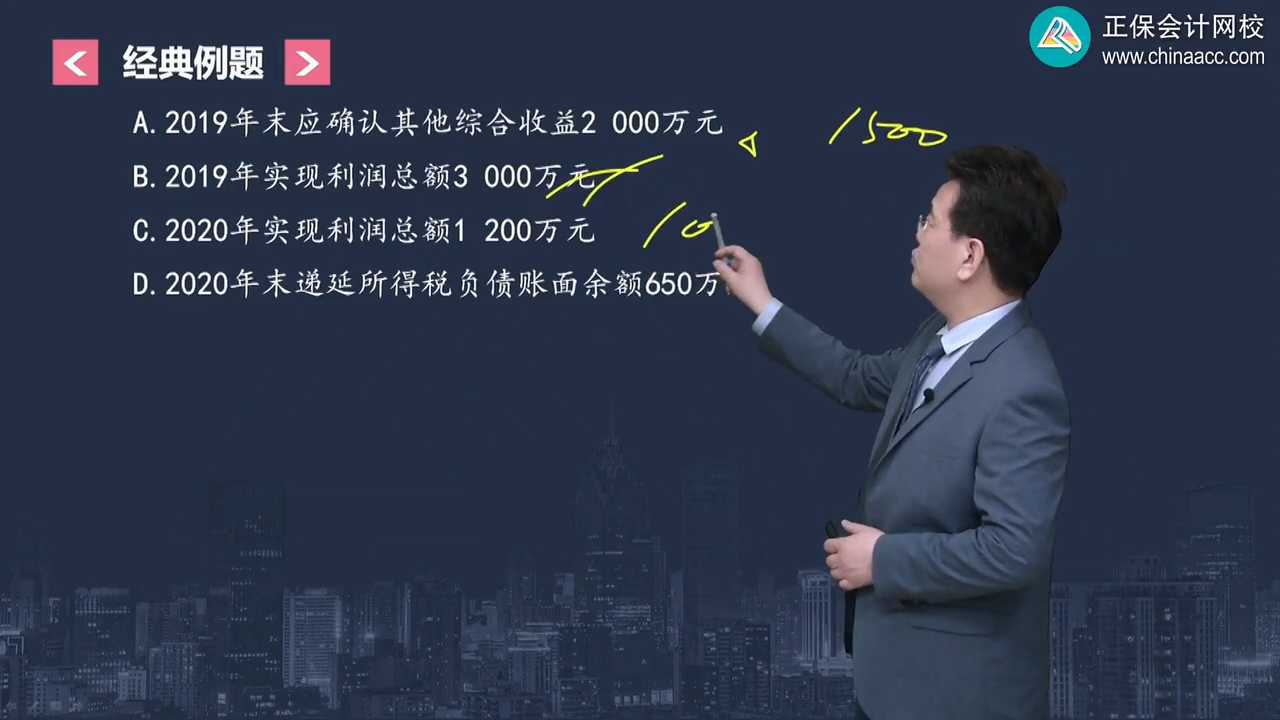 正保会计网校
www.chinaacc.com
经典例题
A. 2019年末应确认其他综合收益2 000万元
1500
B. 2019年实现利润总额3 000万元
C. 2020年实现利润总额1 200万元
10
D. 2020年末递延所得税负债账面余额650万